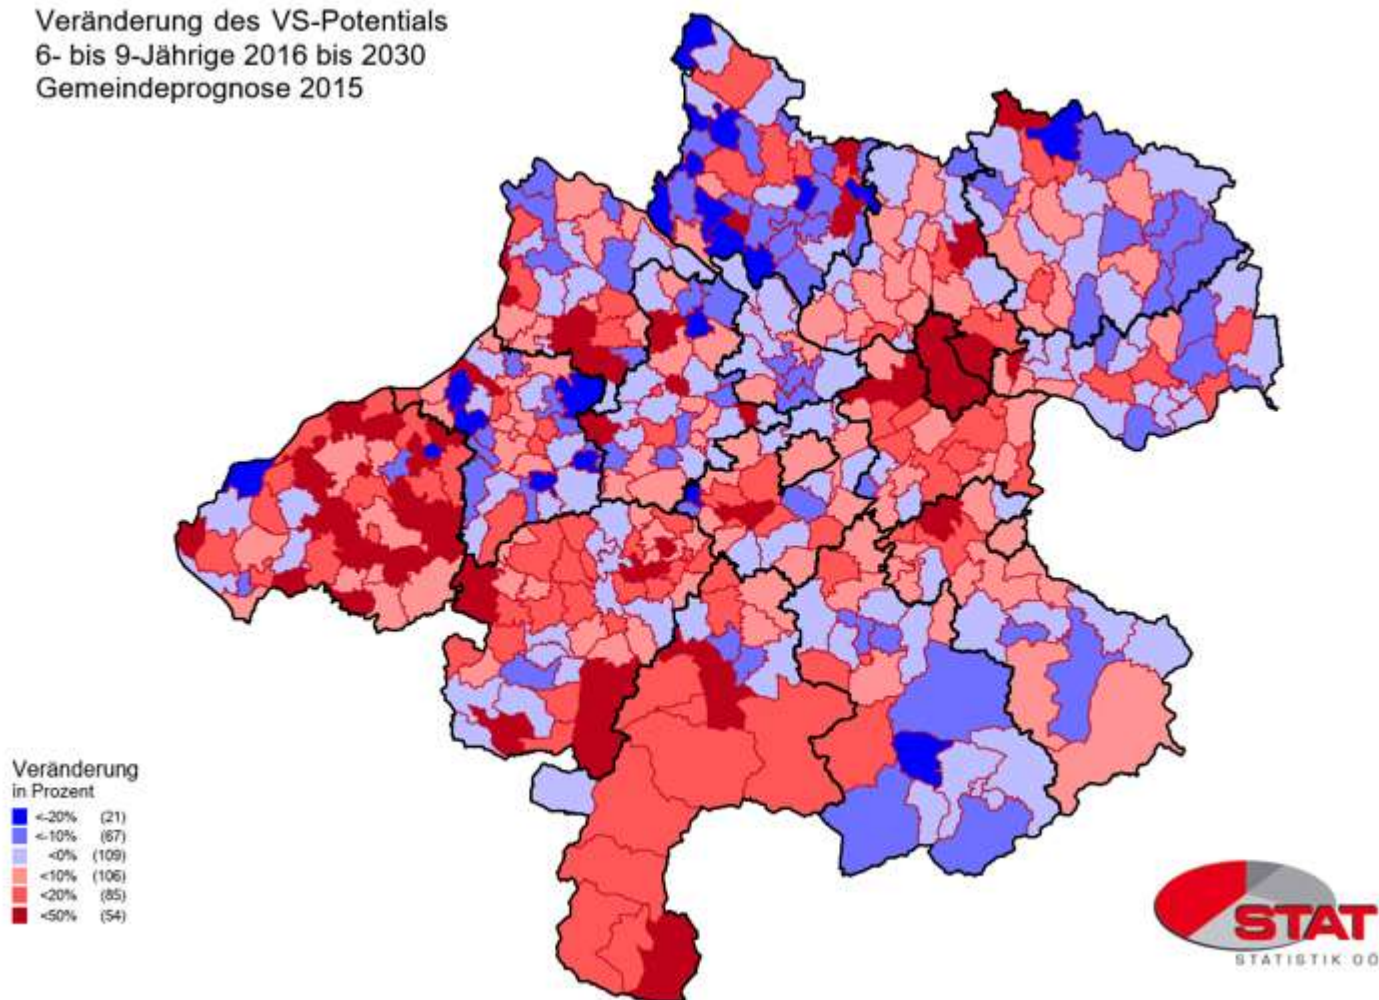 Veränderung des VS-Potentials
6- bis 9-Jährige 2016 bis 2030
Gemeindeprognose 2015
Veränderung
in Prozent
<-20% (21)
<-10% (67)
<0% (109)
<10% (106)
<20% (85)
<50% (54)
STAT
STATISTIK OÖ